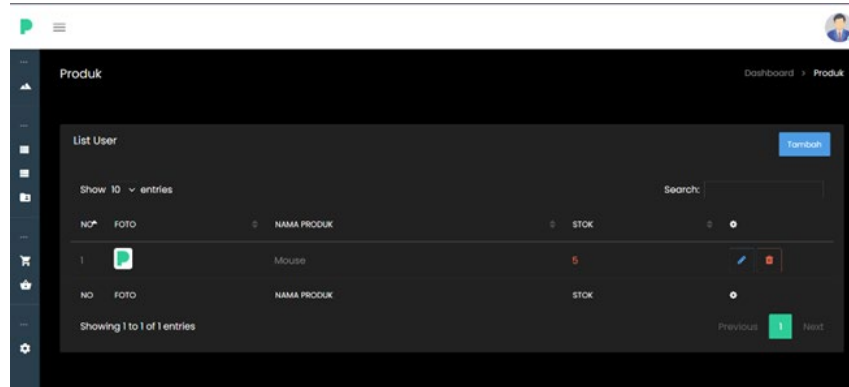 Produk
Dashboard > Produk
List User
Tambah
Show 10 entries
Search:
NO FOTO NAMA PRODUK STOK
1 Mouse 5
NO FOTO NAMA PRODUK STOK
Showing 1 to 1 of 1 entries
Previous 1 Next